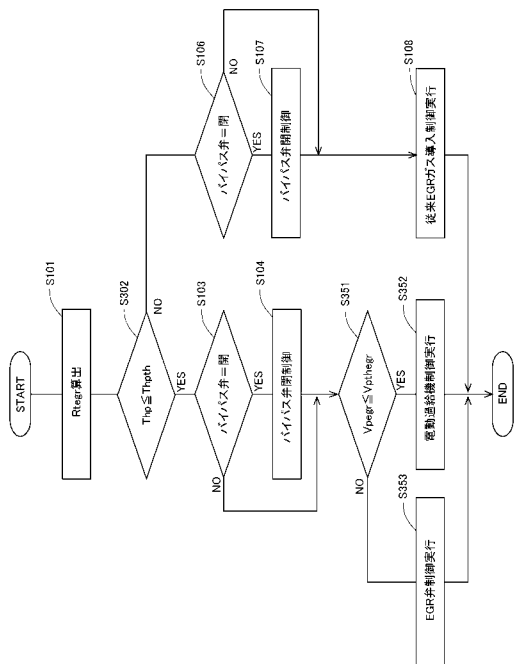 START
Rtegr算出
S101
Thp≦Thpth
S302
YES
NO
バイパス弁=開
S103
YES
NO
バイパス弁閉制御
S104
バイパス弁=閉
S106
YES
NO
バイパス弁開制御
S107
Vpegr≦Vpthegr
S351
YES
NO
電動過給機制御実行
S352
EGR弁制御実行
S353
従来EGRガス導入制御実行
S108
END